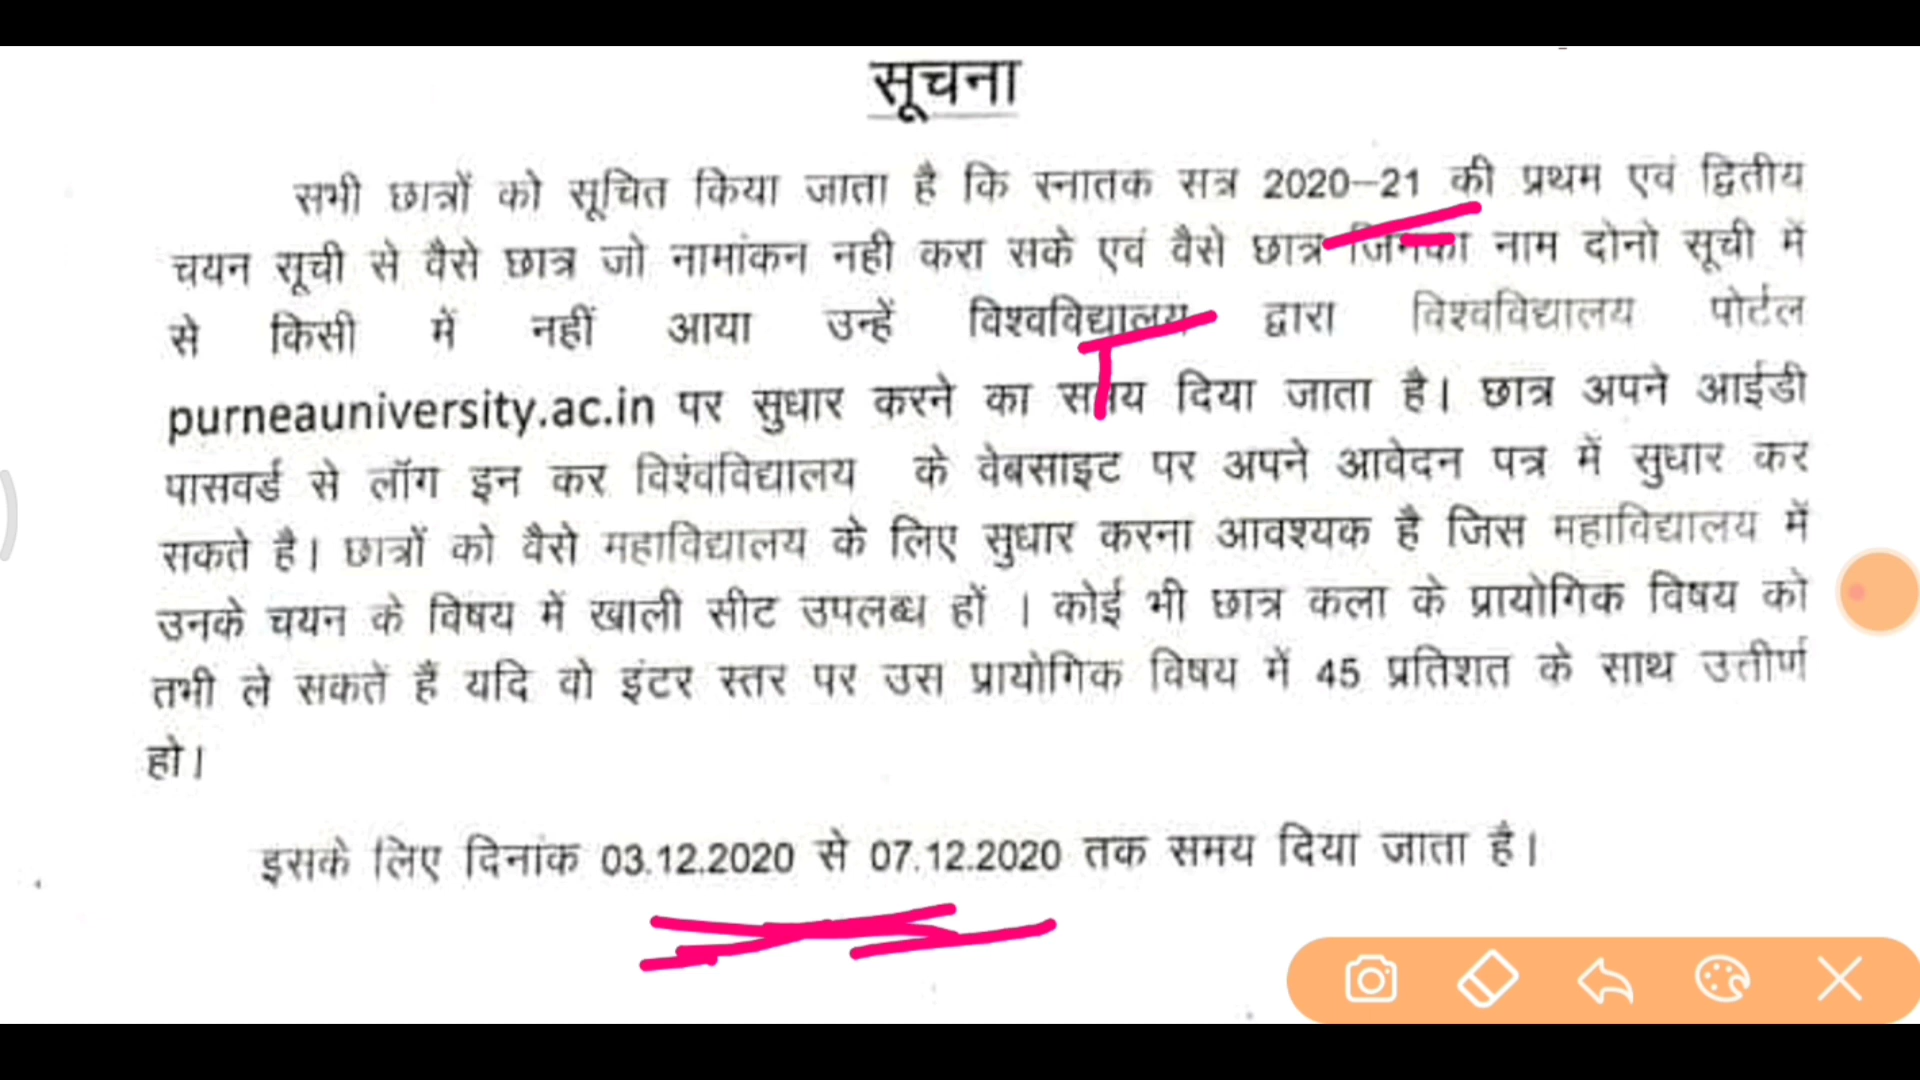 सूचना
सभी छात्रों को सूचित किया जाता है कि स्नातक सत्र 2020–21 की प्रथम एवं द्वितीय
चयन सूची से वैसे छात्र जो नामांकन नही करा सके एवं वैसे छात्र जिनका नाम दोनो सूची में
से किसी में नहीं आया उन्हें विश्वविद्यालय द्वारा विश्वविद्यालय पोर्टल
purneauniversity.ac.in पर सुधार करने का समय दिया जाता है। छात्र अपने आईडी
पासवर्ड से लॉग इन कर विश्वविद्यालय के वेबसाइट पर अपने आवेदन पत्र में सुधार कर
सकते है। छात्रों को वैसे महाविद्यालय के लिए सुधार करना आवश्यक है जिस महाविद्यालय में
उनके चयन के विषय में खाली सीट उपलब्ध हों । कोई भी छात्र कला के प्रायोगिक विषय को
तभी ले सकते हैं यदि वो इंटर स्तर पर उस प्रायोगिक विषय में 45 प्रतिशत के साथ उत्तीर्ण
हो।
इसके लिए दिनांक 03.12.2020 से 07.12.2020 तक समय दिया जाता है।